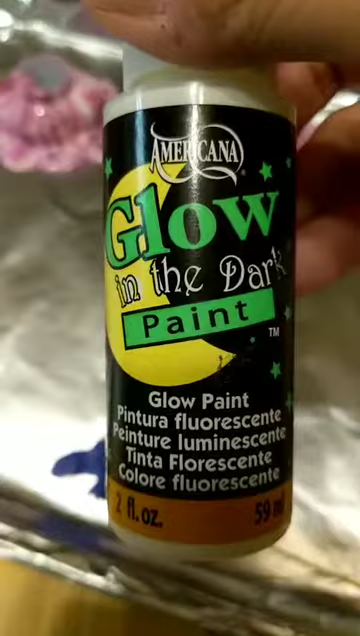 AMERICANA
Glow
in the Dark
Paint
TM
Glow Paint
Pintura fluorescente
Peinture luminescente
Tinta Florescente
Colore fluorescente
2 fl. oz. 59 ml